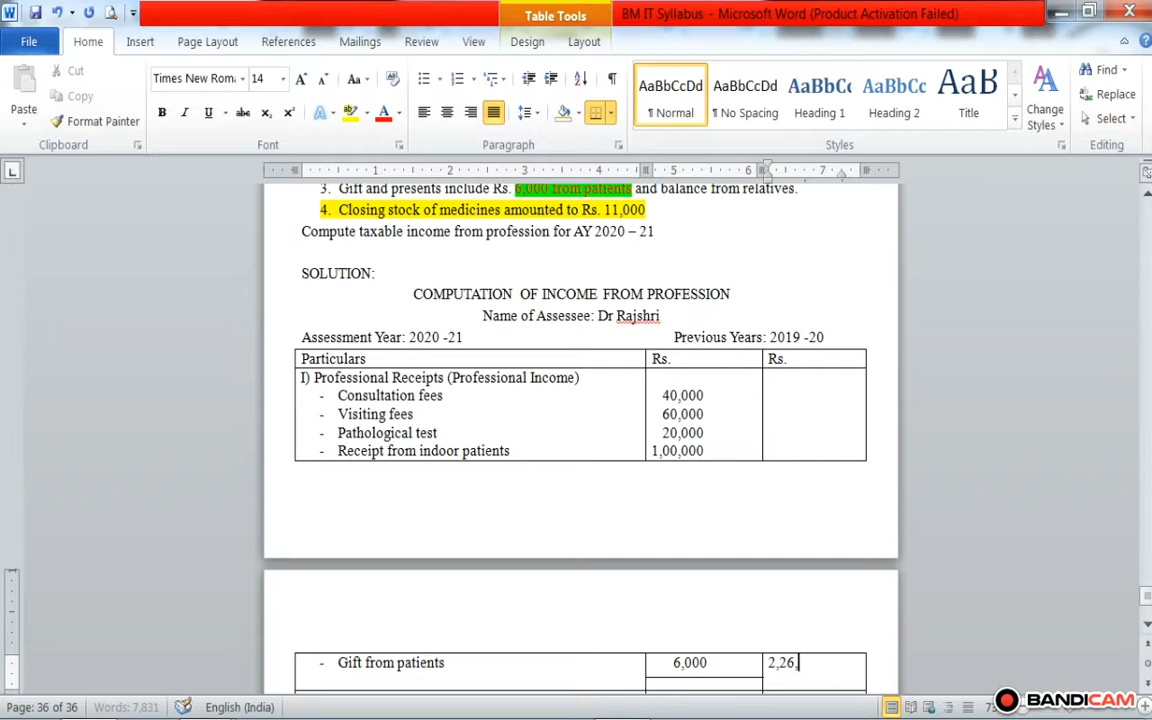 Table Tools
BM IT Syllabus - Microsoft Word (Product Activation Failed)
File Home Insert Page Layout References Mailings Review View Design Layout
Cut
Copy
Format Painter
Paste
Times New Rom 14
AaBbCcDd AaBbCcDd AaBbCc AaBbCc AaB
¶ Normal ¶ No Spacing Heading 1 Heading 2 Title
Change Styles
Find
Replace
Select
Clipboard Font Paragraph Styles Editing
1 2 3 4 5 6 7
3. Gift and presents include Rs. 6,000 from patients and balance from relatives.
4. Closing stock of medicines amounted to Rs. 11,000
Compute taxable income from profession for AY 2020 – 21
SOLUTION:
COMPUTATION OF INCOME FROM PROFESSION
Name of Assessee: Dr Rajshri
Assessment Year: 2020 -21 Previous Years: 2019 -20
Particulars Rs. Rs.
I) Professional Receipts (Professional Income)
- Consultation fees 40,000
- Visiting fees 60,000
- Pathological test 20,000
- Receipt from indoor patients 1,00,000
- Gift from patients 6,000 2,26,
Page: 36 of 36 Words: 7,831 English (India)
BANDICAM